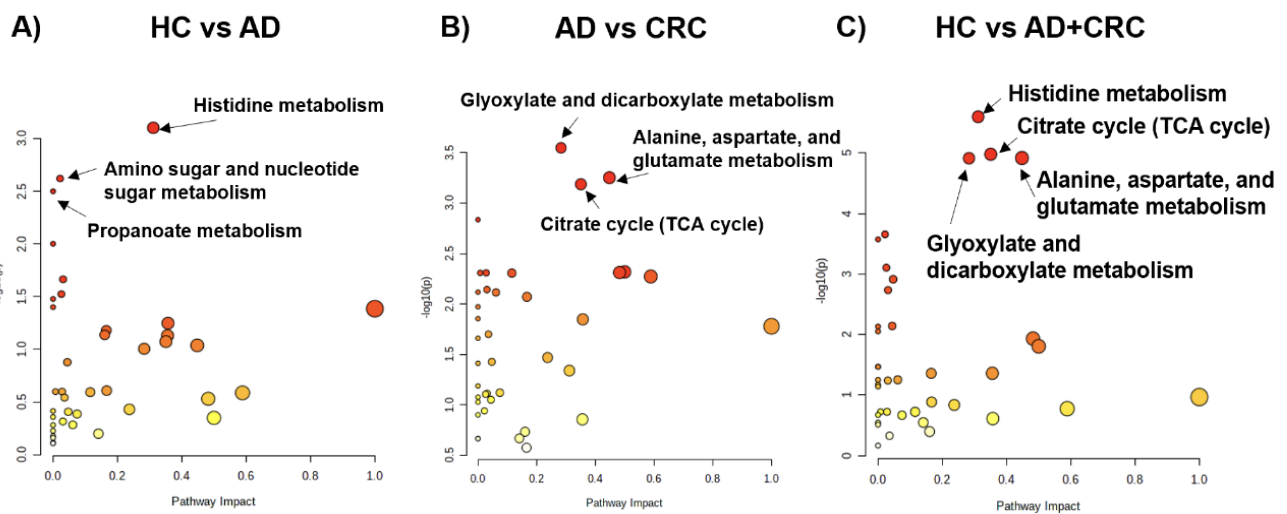 A)
HC vs AD
Histidine metabolism
Amino sugar and nucleotide
sugar metabolism
Propanoate metabolism
3.0
2.5
2.0
1.5
1.0
0.5
0.0
0.0
0.2
0.4
0.6
0.8
1.0
Pathway Impact
B)
AD vs CRC
Glyoxylate and dicarboxylate metabolism
Alanine, aspartate, and
glutamate metabolism
Citrate cycle (TCA cycle)
-log10(p)
3.5
3.0
2.5
2.0
1.5
1.0
0.5
0.0
0.2
0.4
0.6
0.8
1.0
Pathway Impact
C)
HC vs AD+CRC
Histidine metabolism
Citrate cycle (TCA cycle)
Alanine, aspartate, and
glutamate metabolism
Glyoxylate and
dicarboxylate metabolism
-log10(p)
5
4
3
2
1
0
0.0
0.2
0.4
0.6
0.8
1.0
Pathway Impact